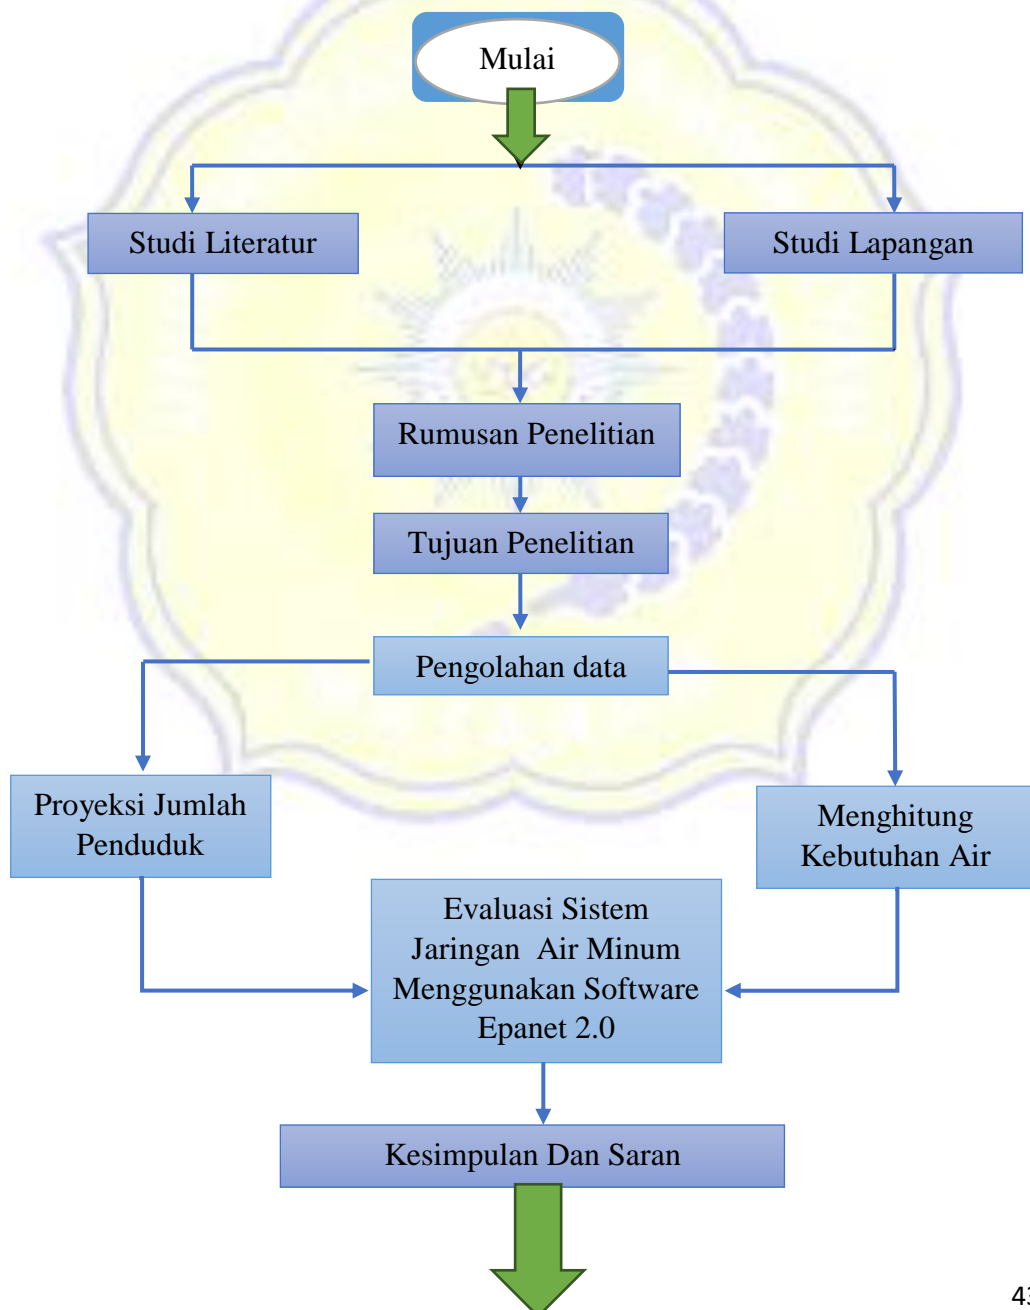 Mulai
Studi Literatur
Studi Lapangan
Rumusan Penelitian
Tujuan Penelitian
Pengolahan data
Proyeksi Jumlah
Penduduk
Menghitung
Kebutuhan Air
Evaluasi Sistem
Jaringan Air Minum
Menggunakan Software
Epanet 2.0
Kesimpulan Dan Saran
43